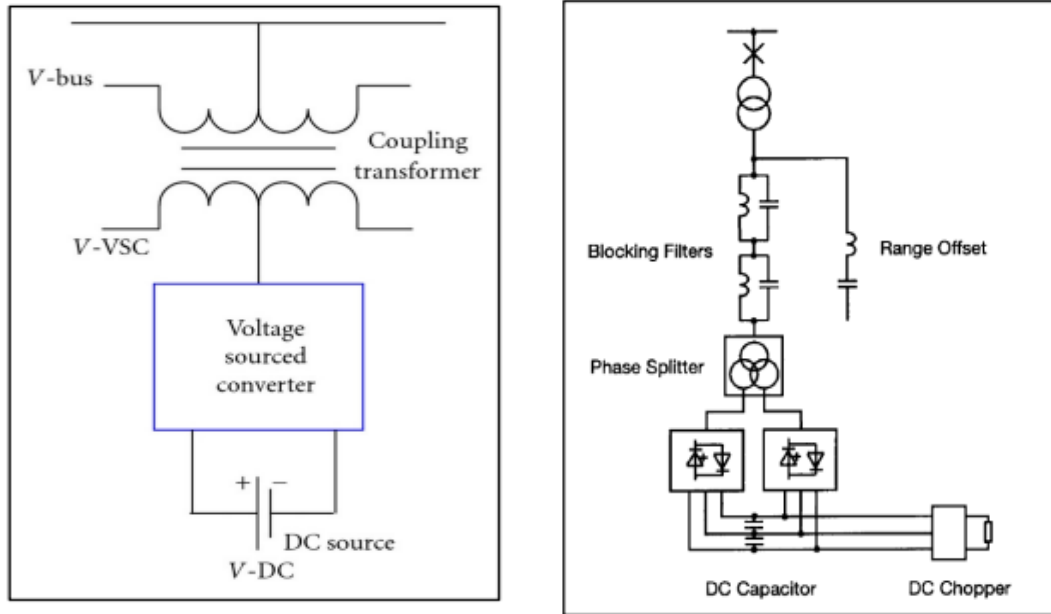 V-bus
Coupling
transformer
V-VSC
Voltage
sourced
converter
+ −
DC source
V-DC
Blocking Filters
Range Offset
Phase Splitter
DC Capacitor
DC Chopper